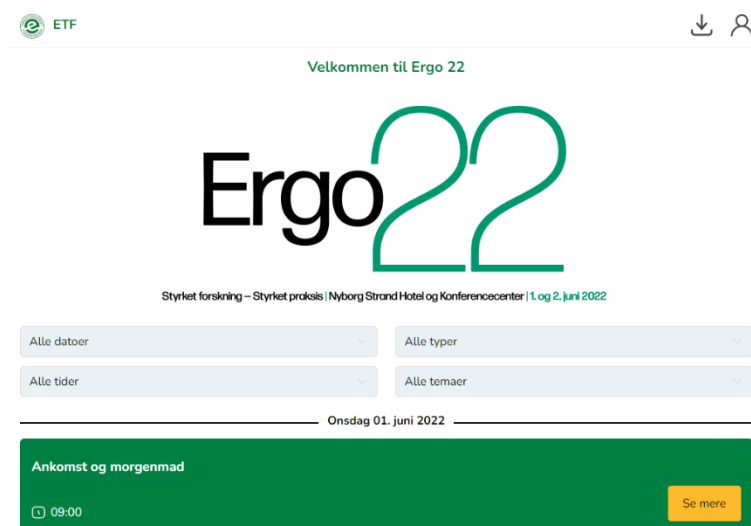 ETF
Velkommen til Ergo 22
Ergo22
Styrket forskning – Styrket praksis | Nyborg Strand Hotel og Konferencecenter | 1. og 2. juni 2022
Alle datoer
Alle typer
Alle tider
Alle temaer
Onsdag 01. juni 2022
Ankomst og morgenmad
09:00
Se mere